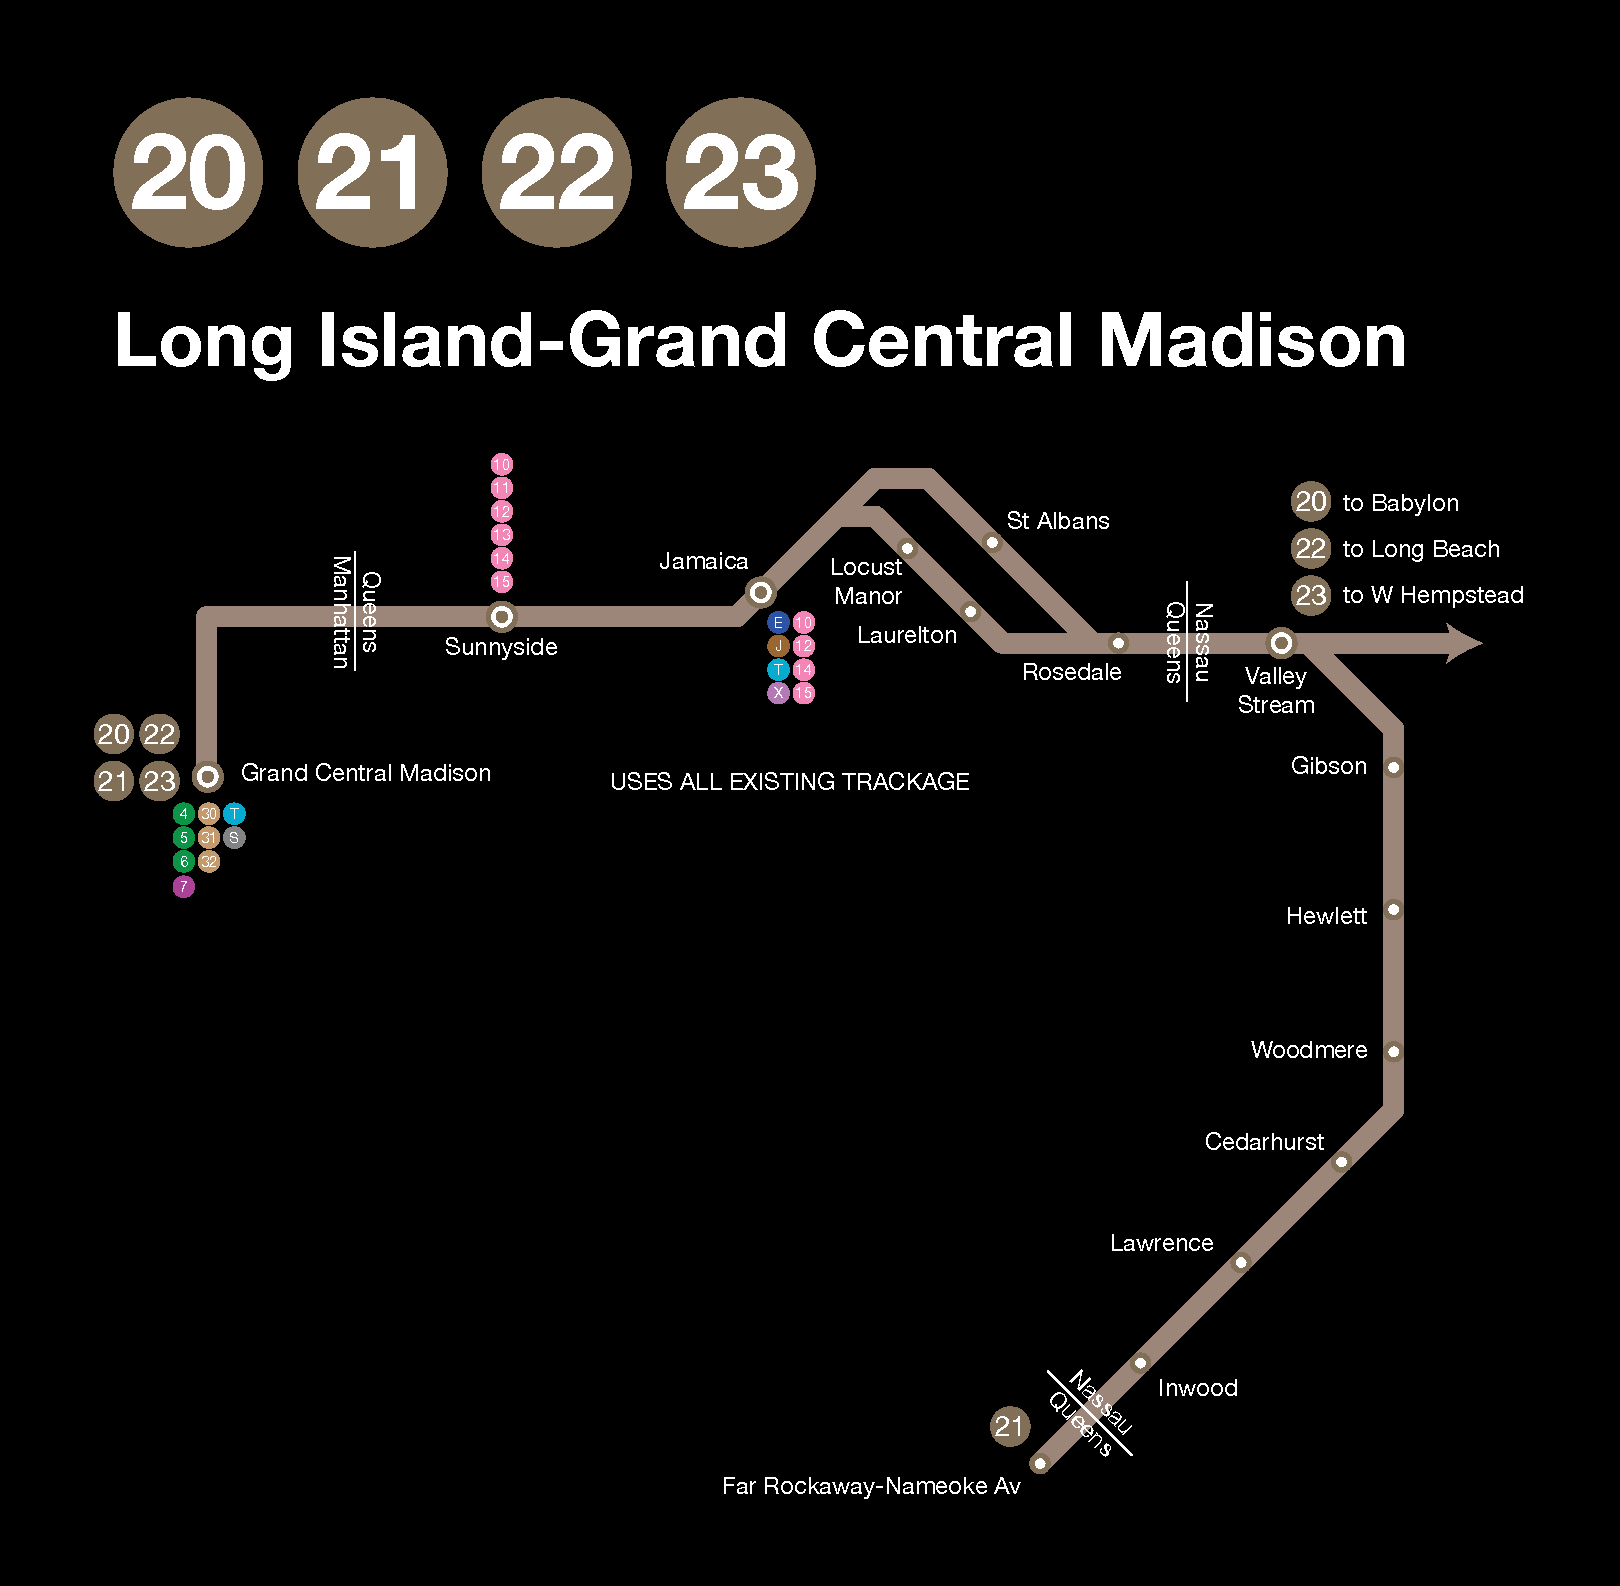 20 21 22 23
Long Island-Grand Central Madison
10
11
12
13
14
15
Manhattan
Queens
Sunnyside
Jamaica
E 10
J 12
T 14
X 15
Locust
Manor
Laurelton
St Albans
Rosedale
Queens
Nassau
Valley
Stream
20 to Babylon
22 to Long Beach
23 to W Hempstead
20 22
21 23
Grand Central Madison
4 30 T
5 31 S
6 32
7
USES ALL EXISTING TRACKAGE
Gibson
Hewlett
Woodmere
Cedarhurst
Lawrence
Inwood
Nassau
Queens
21
Far Rockaway-Nameoke Av